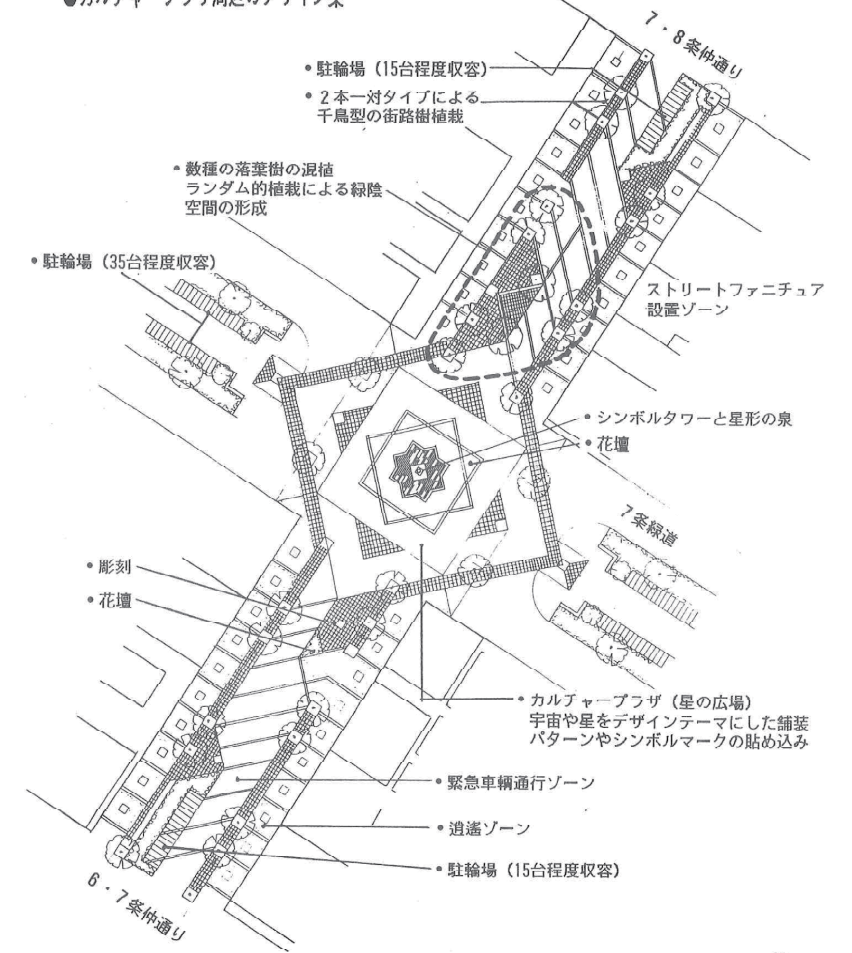 ●カルチャープラザ周辺のデザイン案
7・8条仲通り
•駐輪場（15台程度収容）
•2本一対タイプによる
千鳥型の街路樹植栽
•数種の落葉樹の混植
ランダム的植栽による緑陰
空間の形成
•駐輪場（35台程度収容）
ストリートファニチュア
設置ゾーン
•シンボルタワーと星形の泉
•花壇
7条緑道
•彫刻
•花壇
•カルチャープラザ（星の広場）
宇宙や星をデザインテーマにした舗装
パターンやシンボルマークの貼め込み
•緊急車輌通行ゾーン
•逍遙ゾーン
•駐輪場（15台程度収容）
6・7条仲通り